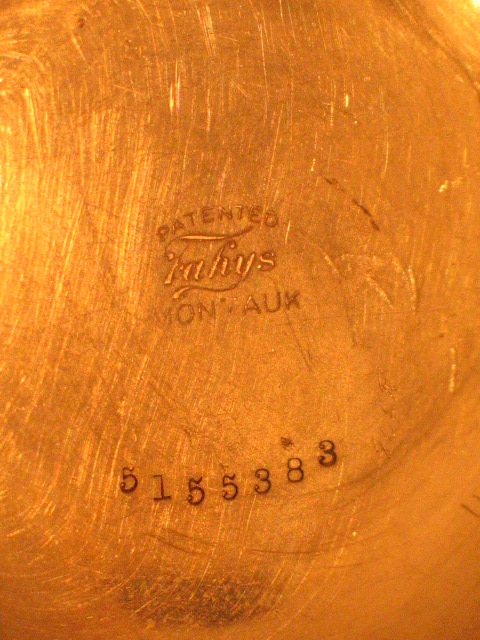 PATENTED
Fahys
MONTAUK
5155383